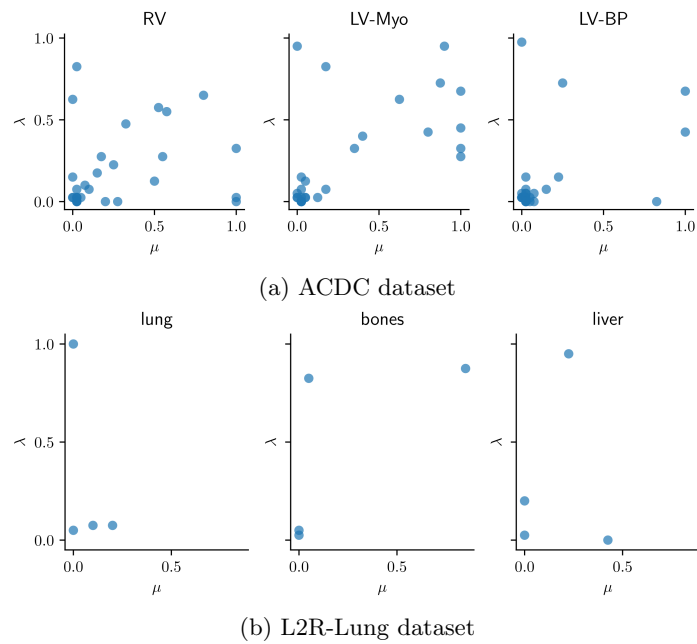 RV LV-Myo LV-BP
1.0
λ 0.5 λ λ
0.0
0.0 0.5 1.0 0.0 0.5 1.0 0.0 0.5 1.0
μ μ μ
(a) ACDC dataset
lung bones liver
1.0
λ 0.5 λ λ
0.0
0.0 0.5 0.0 0.5 0.0 0.5
μ μ μ
(b) L2R-Lung dataset